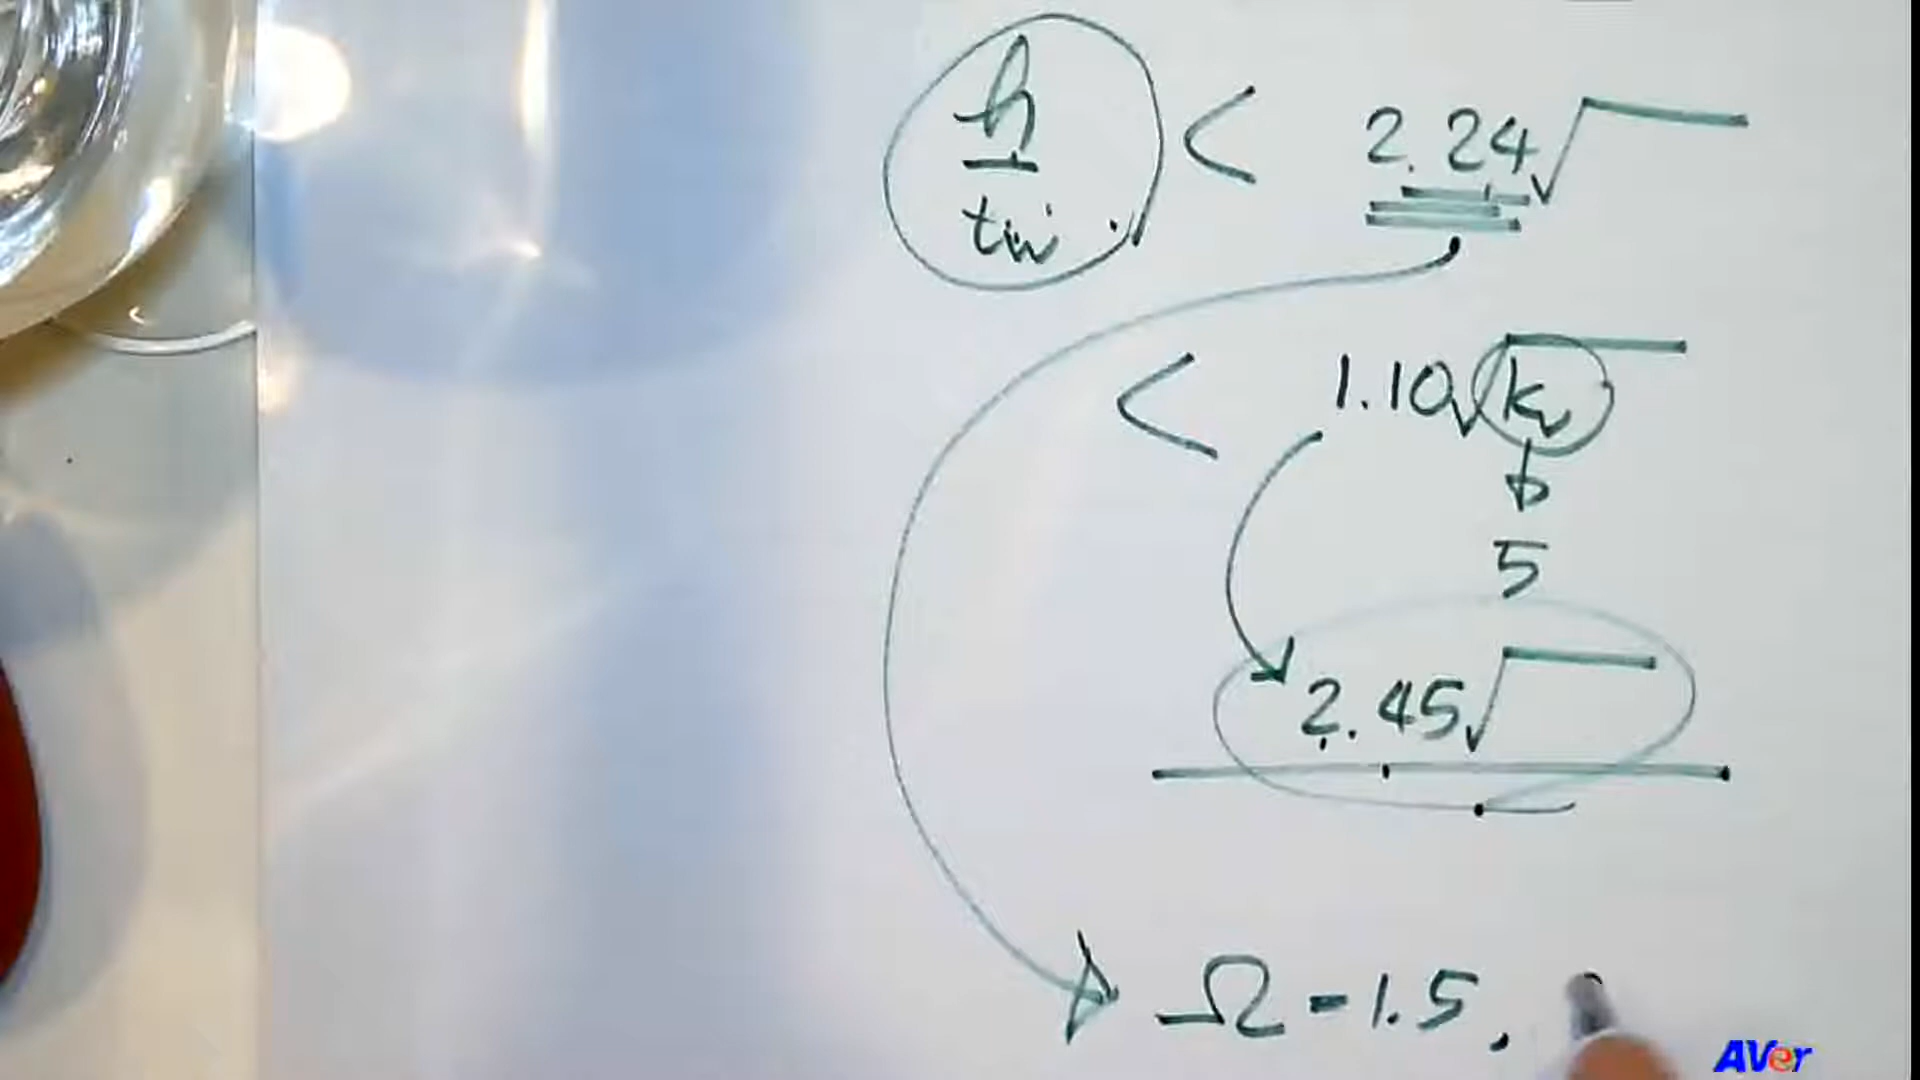 h/tw < 2.24√
< 1.10√kv
5
2.45√
Ω = 1.5,
AVer